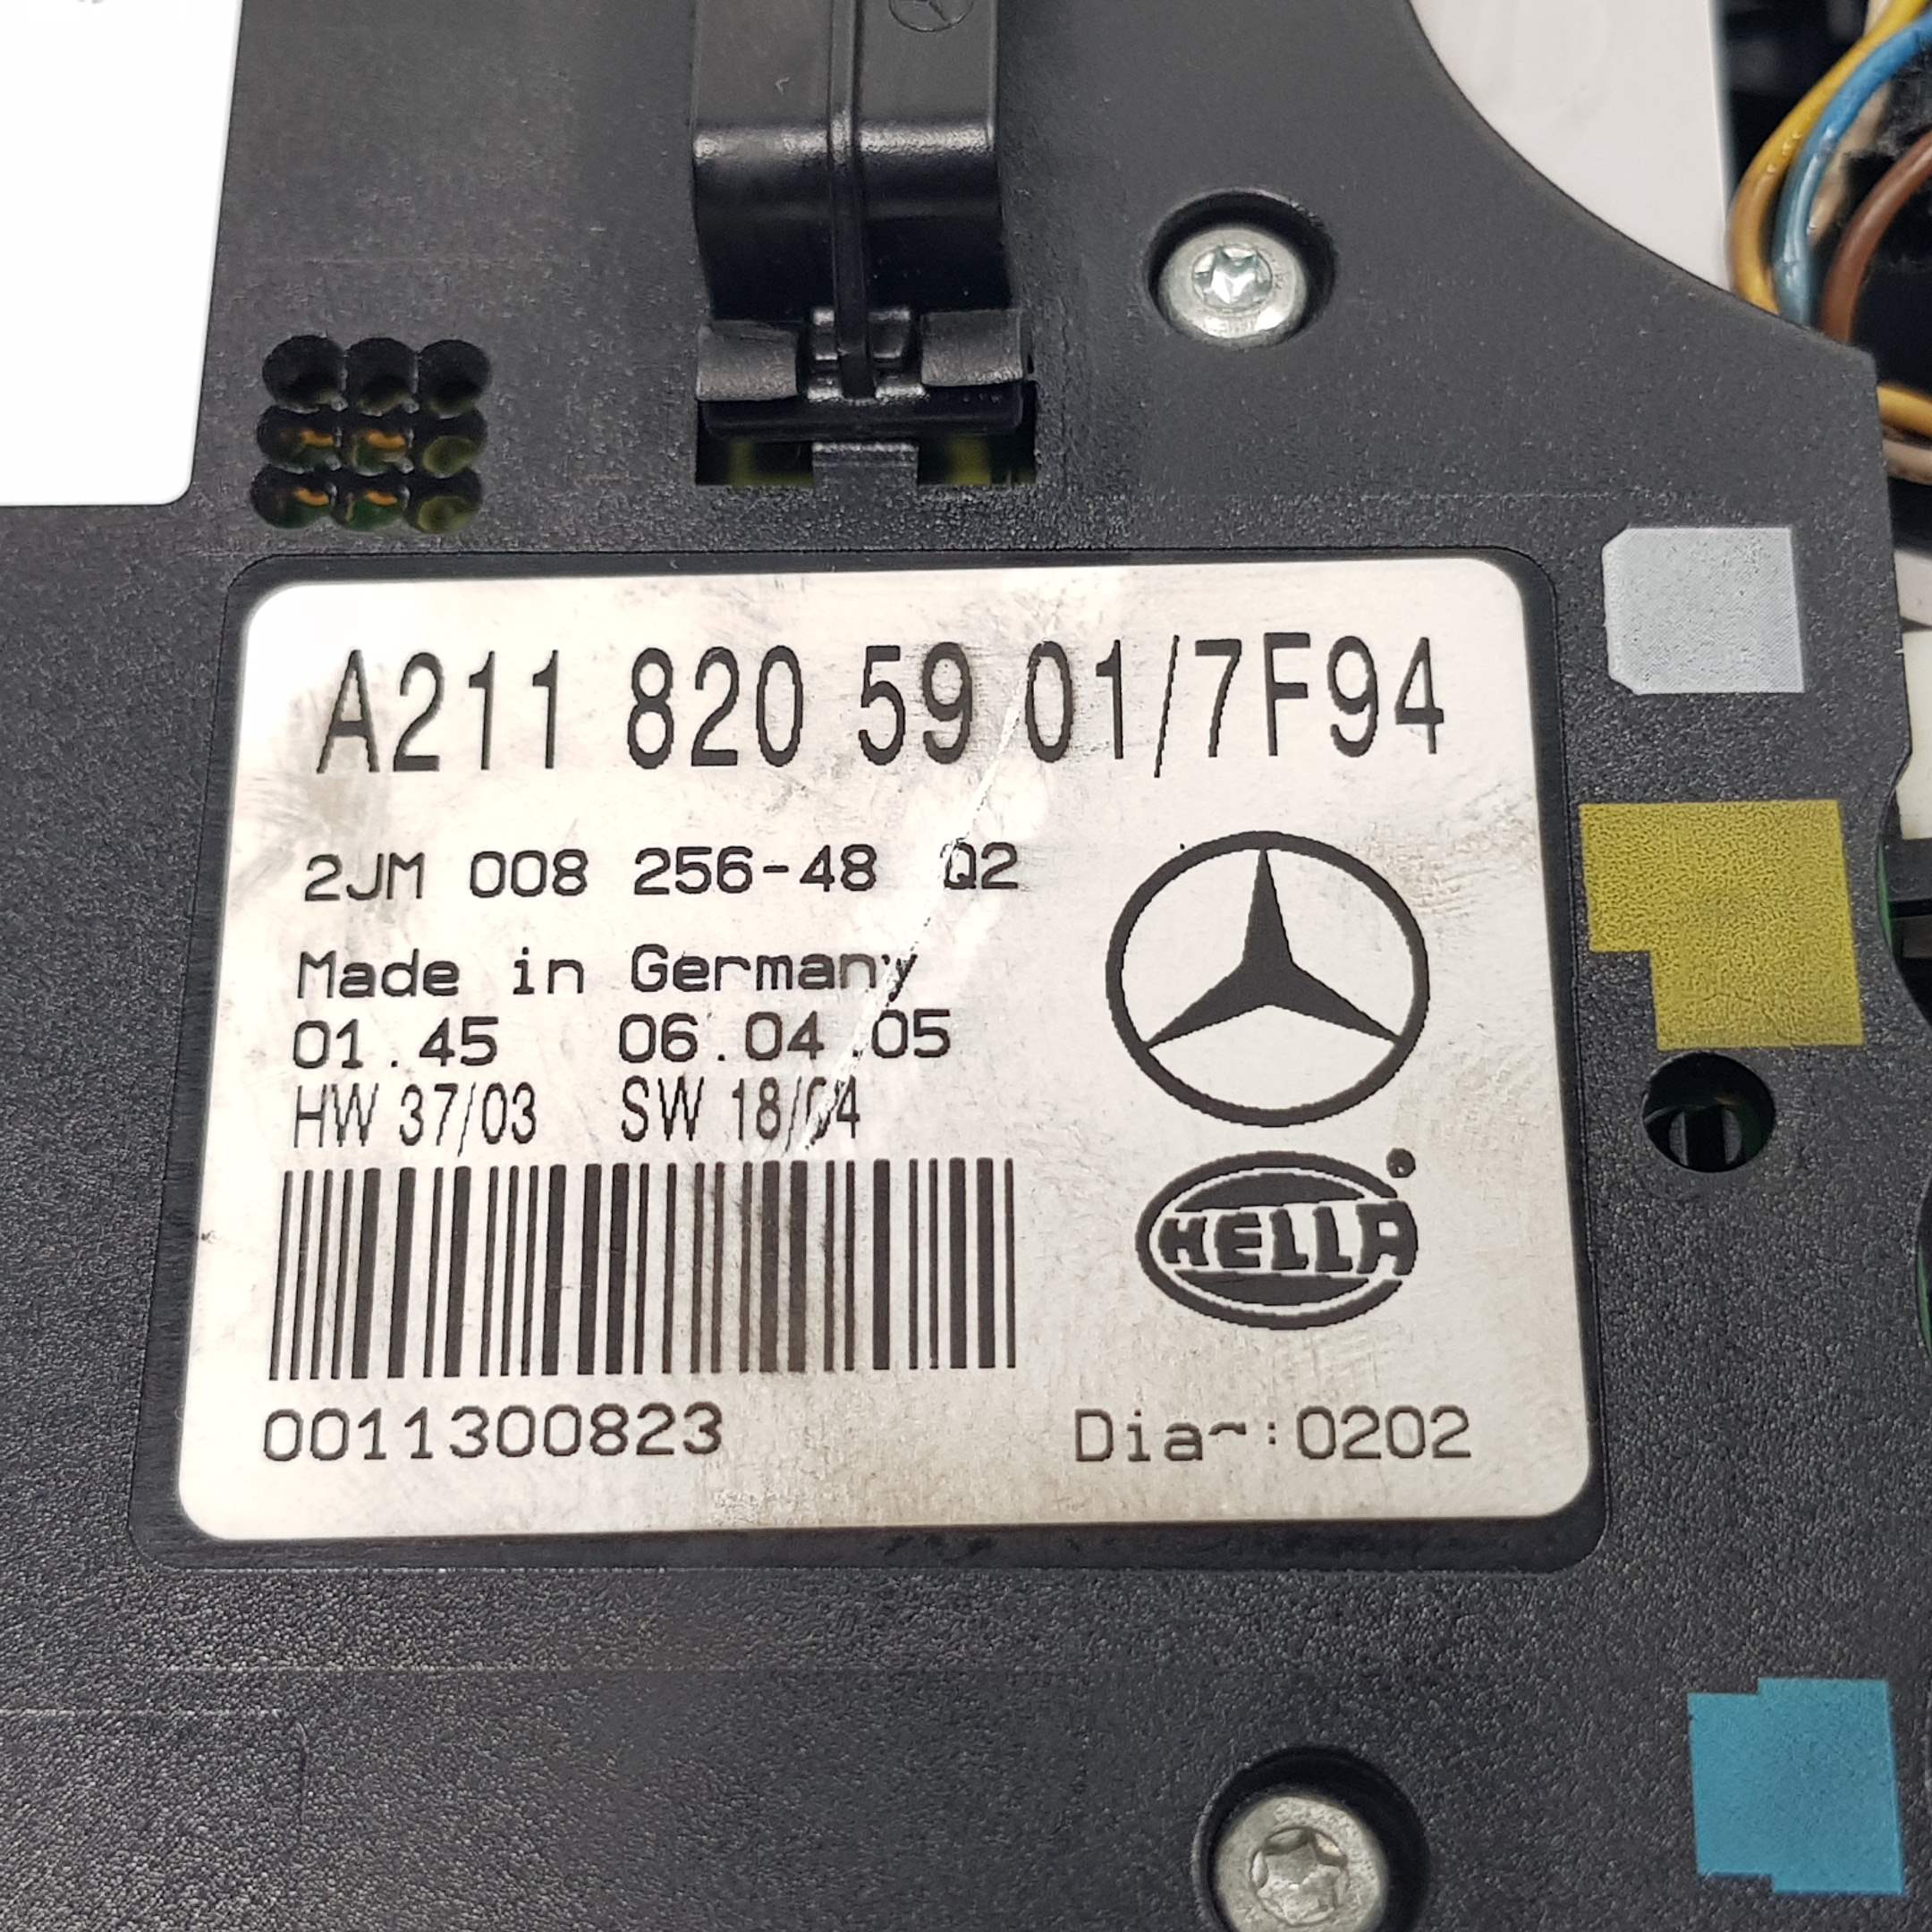 A211 820 59 01/7F94
2JM 008 256-48 Q2
Made in Germany
01.45 06.04.05
HW 37/03 SW 18/04
HELLA®
0011300823 Dia~:0202